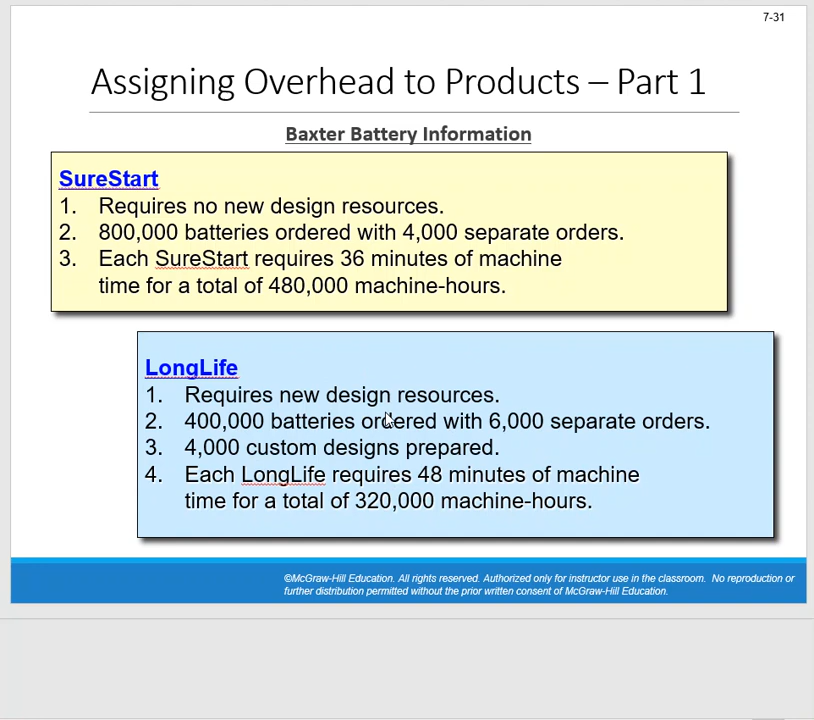 7-31
Assigning Overhead to Products – Part 1
Baxter Battery Information
SureStart
1. Requires no new design resources.
2. 800,000 batteries ordered with 4,000 separate orders.
3. Each SureStart requires 36 minutes of machine
time for a total of 480,000 machine-hours.
LongLife
1. Requires new design resources.
2. 400,000 batteries ordered with 6,000 separate orders.
3. 4,000 custom designs prepared.
4. Each LongLife requires 48 minutes of machine
time for a total of 320,000 machine-hours.
©McGraw-Hill Education. All rights reserved. Authorized only for instructor use in the classroom. No reproduction or
further distribution permitted without the prior written consent of McGraw-Hill Education.